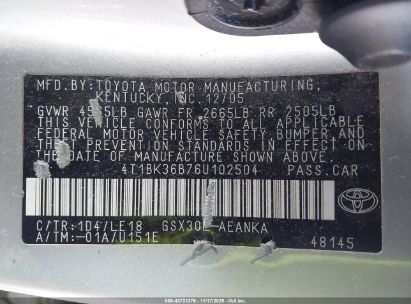 MFD. BY: TOYOTA MOTOR MANUFACTURING,
KENTUCKY, INC. 12/05
GVWR 4565LB GAWR FR 2665LB RR 2505LB
THIS VEHICLE CONFORMS TO ALL APPLICABLE
FEDERAL MOTOR VEHICLE SAFETY, BUMPER, AND
THEFT PREVENTION STANDARDS IN EFFECT ON
THE DATE OF MANUFACTURE SHOWN ABOVE.
4T1BK36B76U102504 PASS.CAR
C/TR:1D4/LE18 GSX30L-AEANKA
A/TM:-01A/U151E 48145
TOYOTA